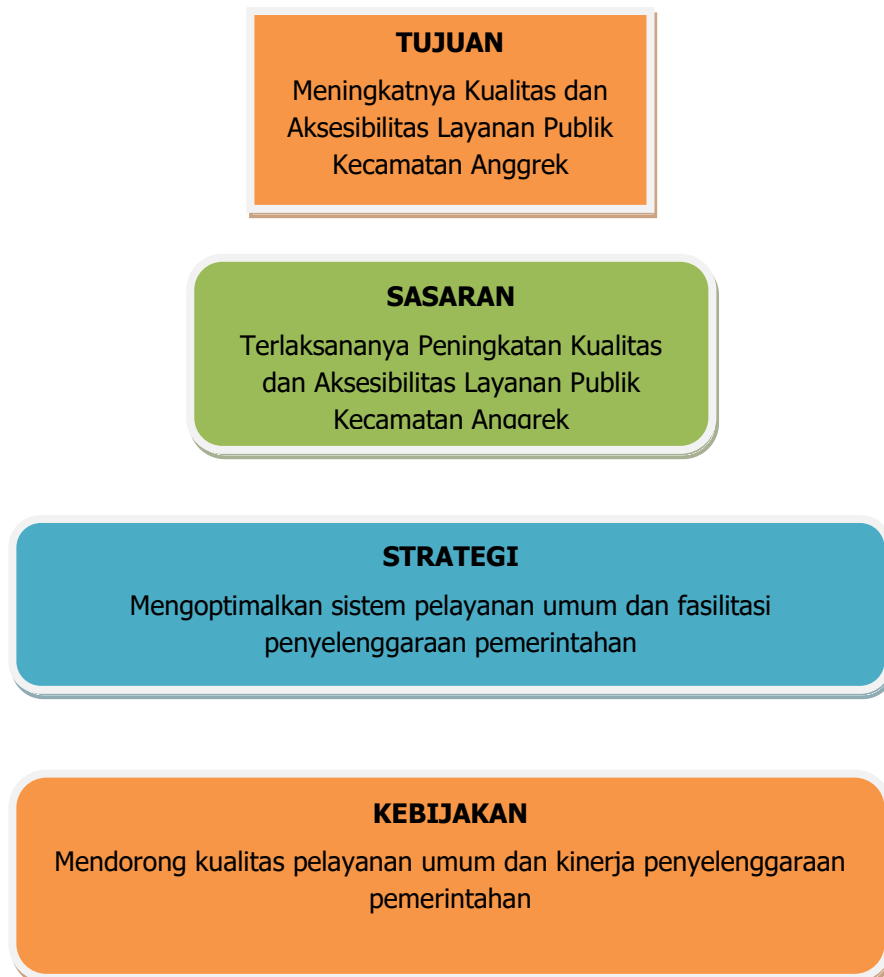 TUJUAN
Meningkatnya Kualitas dan
Aksesibilitas Layanan Publik
Kecamatan Anggrek
SASARAN
Terlaksananya Peningkatan Kualitas
dan Aksesibilitas Layanan Publik
Kecamatan Anggrek
STRATEGI
Mengoptimalkan sistem pelayanan umum dan fasilitasi
penyelenggaraan pemerintahan
KEBIJAKAN
Mendorong kualitas pelayanan umum dan kinerja penyelenggaraan
pemerintahan